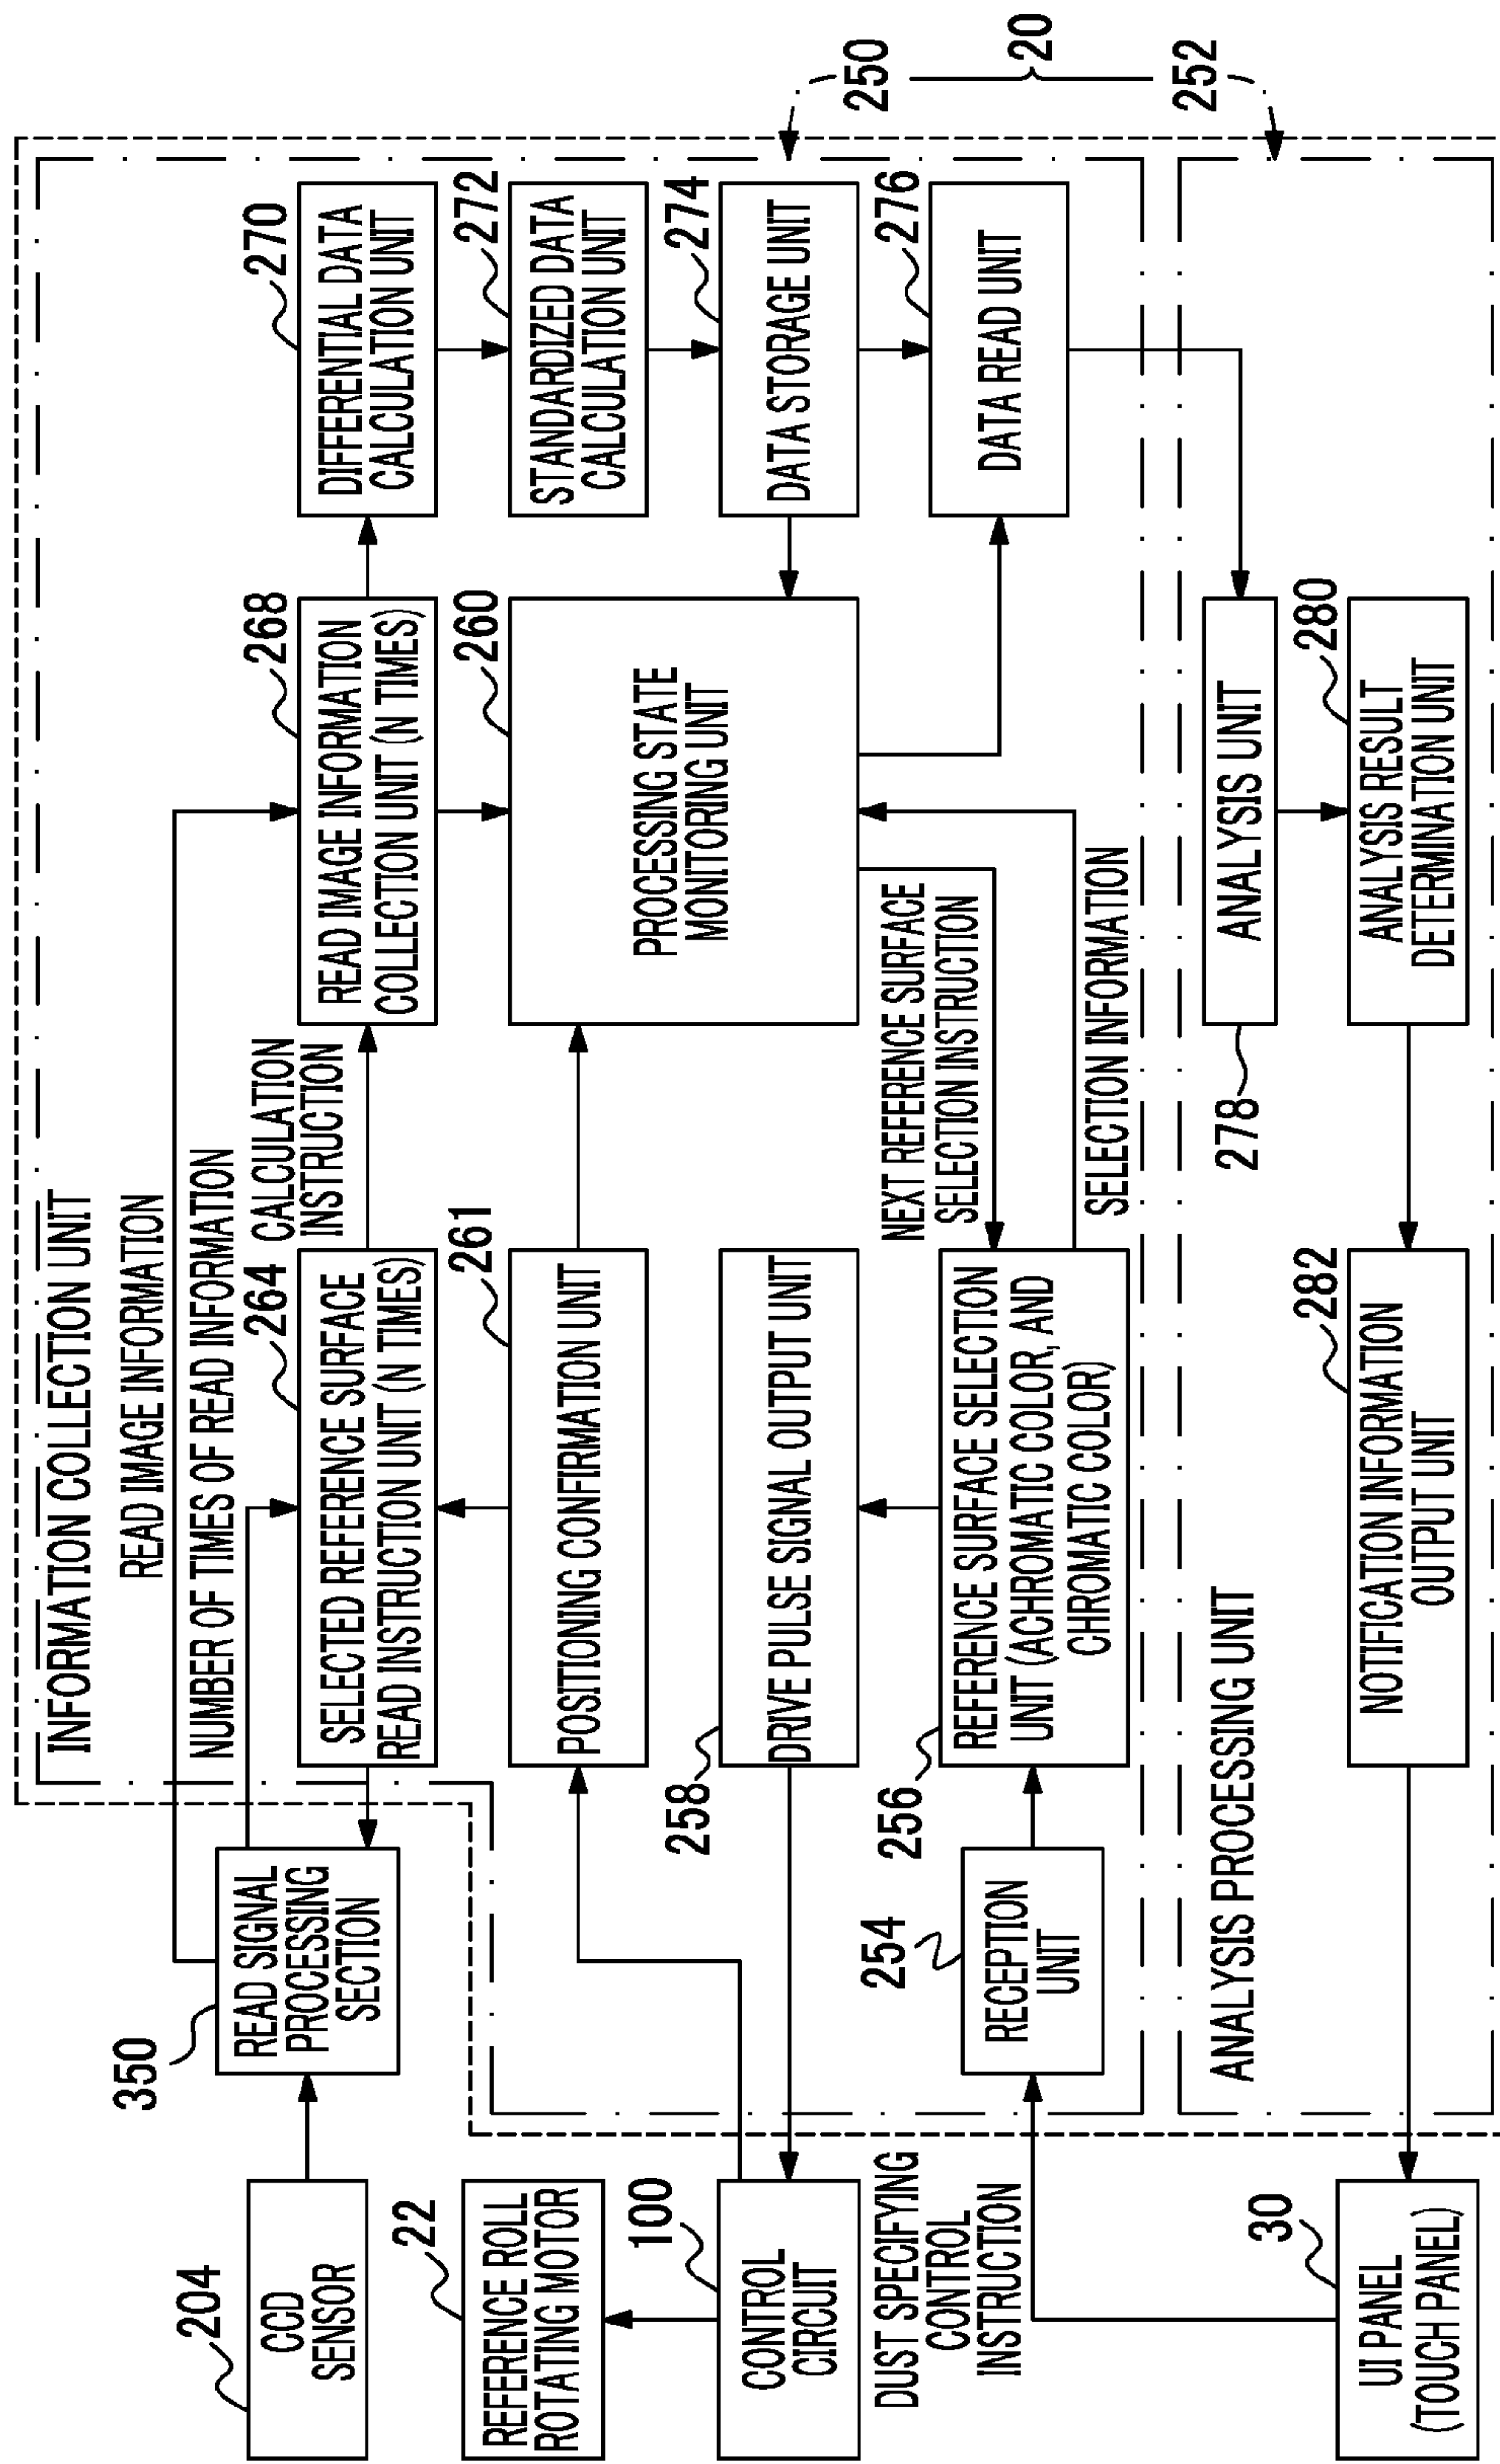 INFORMATION COLLECTION UNIT
READ IMAGE INFORMATION
NUMBER OF TIMES OF READ INFORMATION
204
CCD
SENSOR
350
READ SIGNAL
PROCESSING
SECTION
264
SELECTED REFERENCE SURFACE
READ INSTRUCTION UNIT (N TIMES)
CALCULATION
INSTRUCTION
268
READ IMAGE INFORMATION
COLLECTION UNIT (N TIMES)
270
DIFFERENTIAL DATA
CALCULATION UNIT
22
REFERENCE ROLL
ROTATING MOTOR
261
POSITIONING CONFIRMATION UNIT
260
PROCESSING STATE
MONITORING UNIT
272
STANDARDIZED DATA
CALCULATION UNIT
100
CONTROL
CIRCUIT
258
DRIVE PULSE SIGNAL OUTPUT UNIT
274
DATA STORAGE UNIT
250
20
252
DUST SPECIFYING
CONTROL
INSTRUCTION
254
RECEPTION
UNIT
256
REFERENCE SURFACE SELECTION
UNIT (ACHROMATIC COLOR, AND
CHROMATIC COLOR)
NEXT REFERENCE SURFACE
SELECTION INSTRUCTION
SELECTION INFORMATION
276
DATA READ UNIT
ANALYSIS PROCESSING UNIT
278
ANALYSIS UNIT
30
UI PANEL
(TOUCH PANEL)
282
NOTIFICATION INFORMATION
OUTPUT UNIT
280
ANALYSIS RESULT
DETERMINATION UNIT